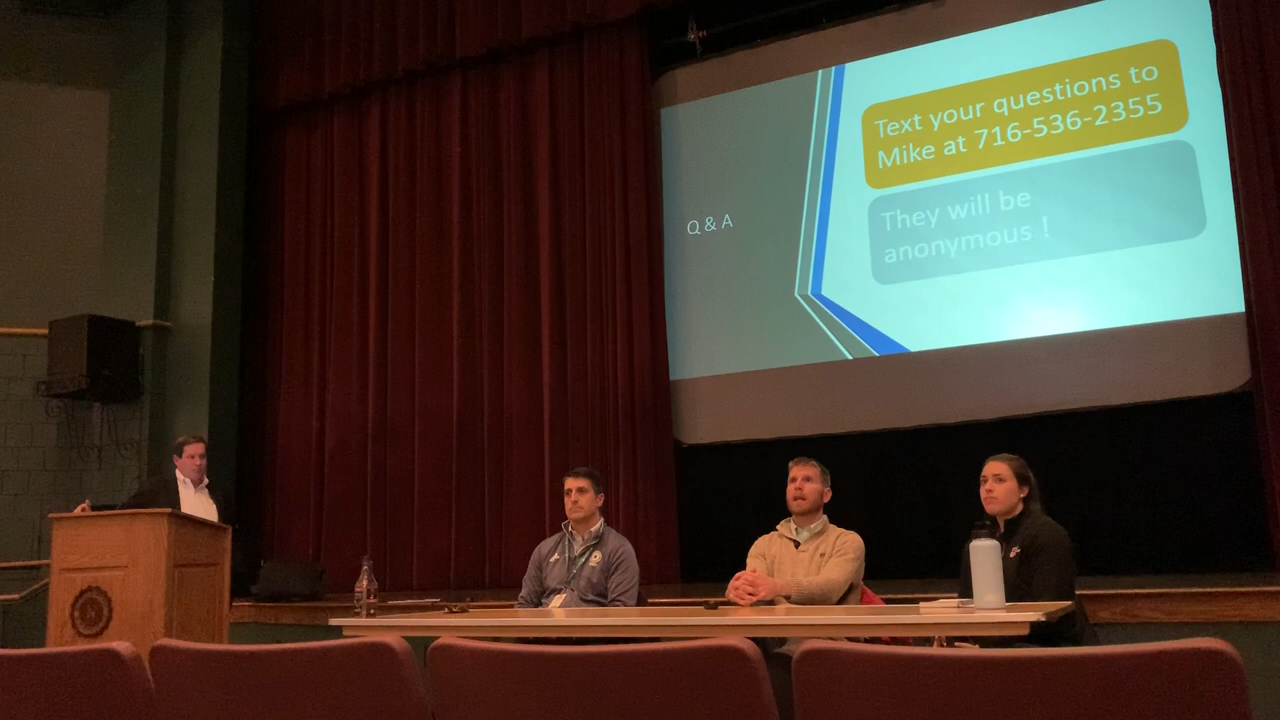 Q & A
Text your questions to
Mike at 716-536-2355
They will be
anonymous !